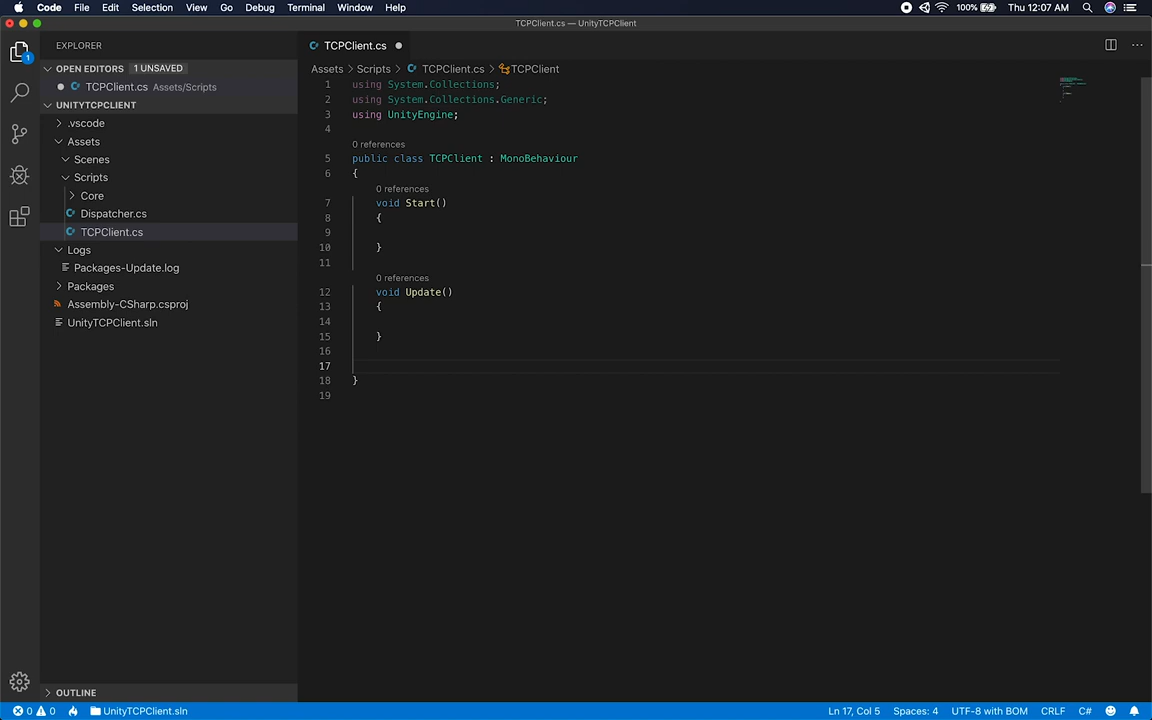 Code File Edit Selection View Go Debug Terminal Window Help 100% Thu 12:07 AM
TCPClient.cs — UnityTCPClient
EXPLORER
OPEN EDITORS 1 UNSAVED
TCPClient.cs Assets/Scripts
UNITYTCPCLIENT
.vscode
Assets
Scenes
Scripts
Core
Dispatcher.cs
TCPClient.cs
Logs
Packages-Update.log
Packages
Assembly-CSharp.csproj
UnityTCPClient.sln
OUTLINE
1
TCPClient.cs
Assets > Scripts > TCPClient.cs > TCPClient
1 using System.Collections;
2 using System.Collections.Generic;
3 using UnityEngine;
4
0 references
5 public class TCPClient : MonoBehaviour
6 {
0 references
7 void Start()
8 {
9
10 }
11
0 references
12 void Update()
13 {
14
15 }
16
17
18 }
19
0 0 UnityTCPClient.sln Ln 17, Col 5 Spaces: 4 UTF-8 with BOM CRLF C#